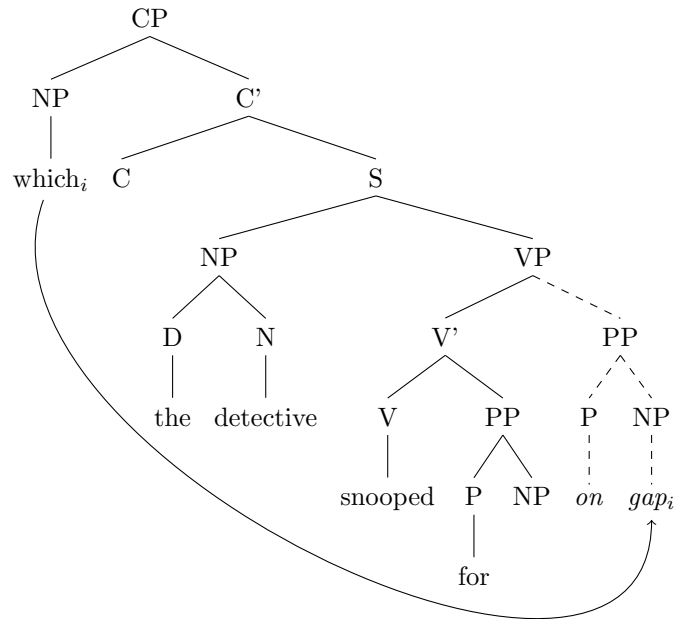 CP
NP C'
which_i C S
NP VP
D N V' PP
the detective V PP P NP
snooped P NP on gap_i
for